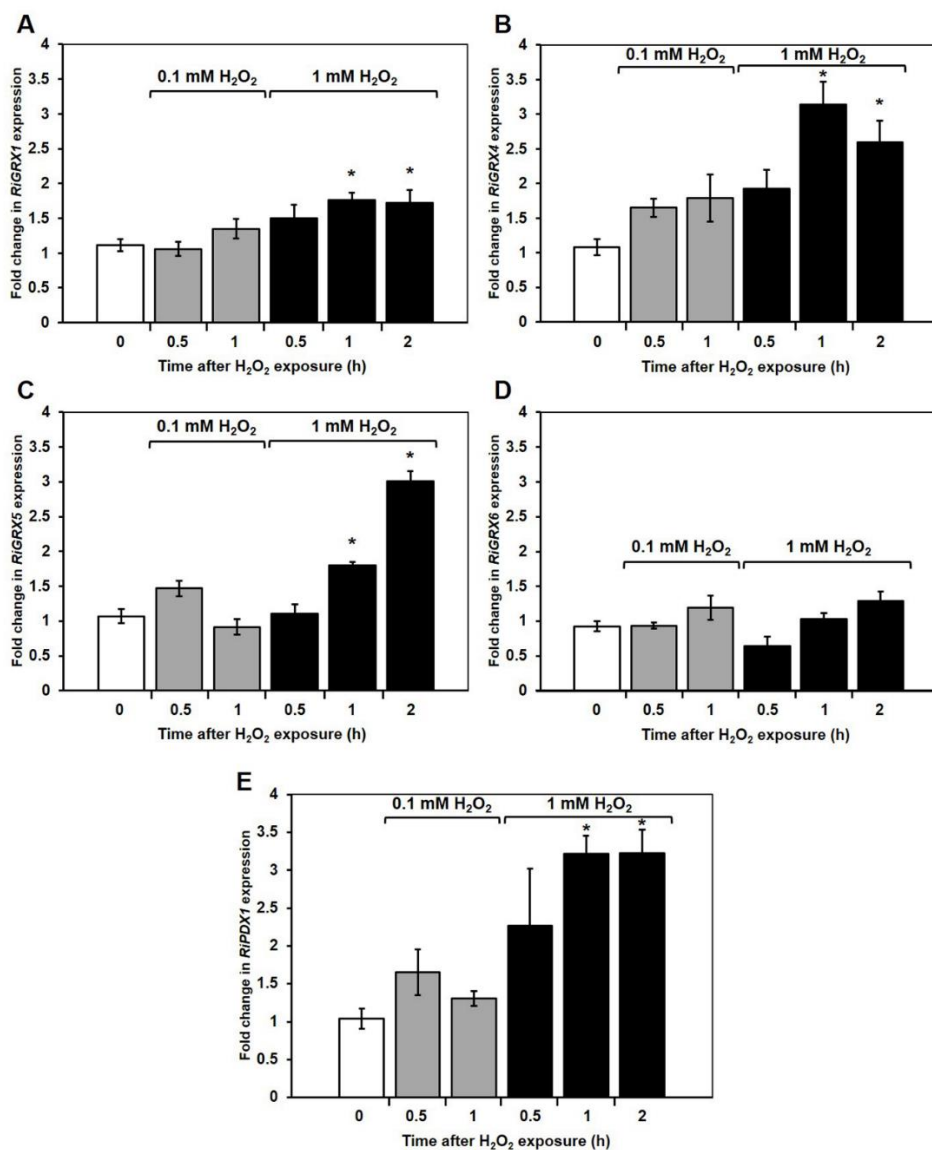 A
Fold change in RiGRX1 expression
4
3.5
3
2.5
2
1.5
1
0.5
0
0.1 mM H₂O₂ 1 mM H₂O₂
* *
0 0.5 1 0.5 1 2
Time after H₂O₂ exposure (h)
B
Fold change in RiGRX4 expression
4
3.5
3
2.5
2
1.5
1
0.5
0
0.1 mM H₂O₂ 1 mM H₂O₂
* *
0 0.5 1 0.5 1 2
Time after H₂O₂ exposure (h)
C
Fold change in RiGRX5 expression
4
3.5
3
2.5
2
1.5
1
0.5
0
0.1 mM H₂O₂ 1 mM H₂O₂
* *
0 0.5 1 0.5 1 2
Time after H₂O₂ exposure (h)
D
Fold change in RiGRX6 expression
4
3.5
3
2.5
2
1.5
1
0.5
0
0.1 mM H₂O₂ 1 mM H₂O₂
0 0.5 1 0.5 1 2
Time after H₂O₂ exposure (h)
E
Fold change in RiPDX1 expression
4
3.5
3
2.5
2
1.5
1
0.5
0
0.1 mM H₂O₂ 1 mM H₂O₂
* *
0 0.5 1 0.5 1 2
Time after H₂O₂ exposure (h)